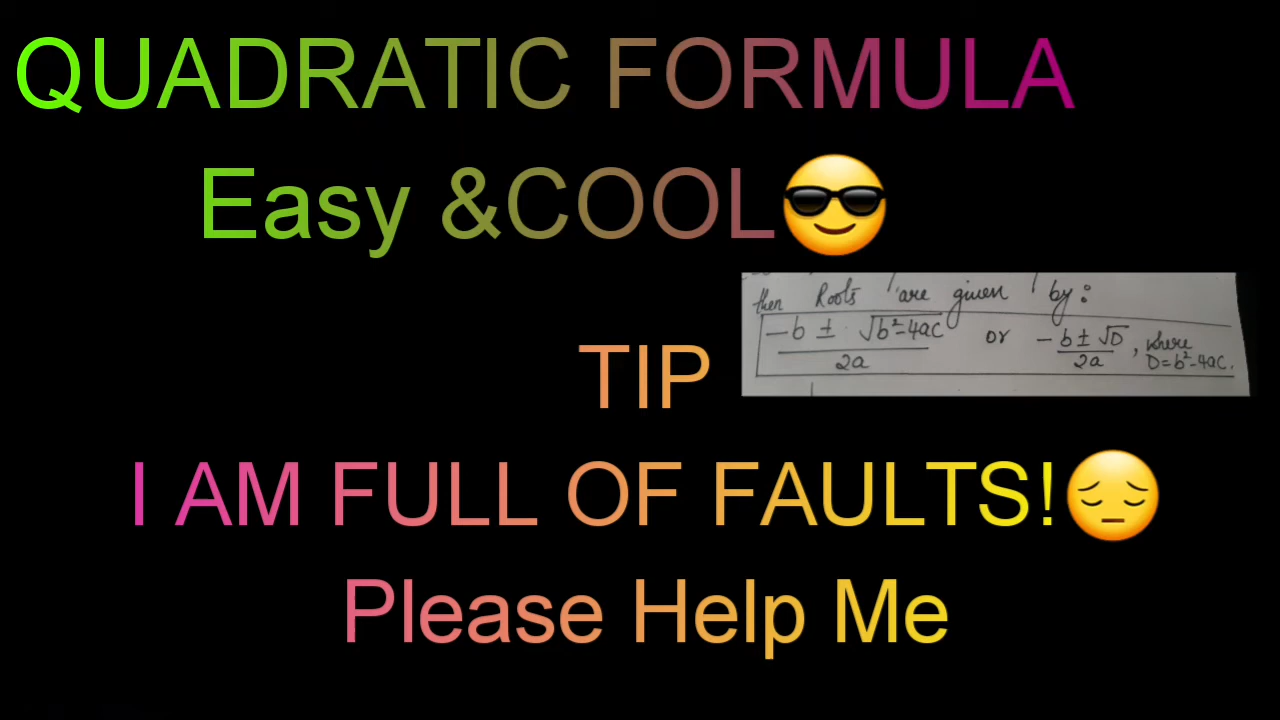 QUADRATIC FORMULA
Easy &COOL😎
then Roots are given by:
-b ± √b²-4ac or -b ± √D, where
2a 2a D=b²-4ac.
TIP
I AM FULL OF FAULTS!😔
Please Help Me